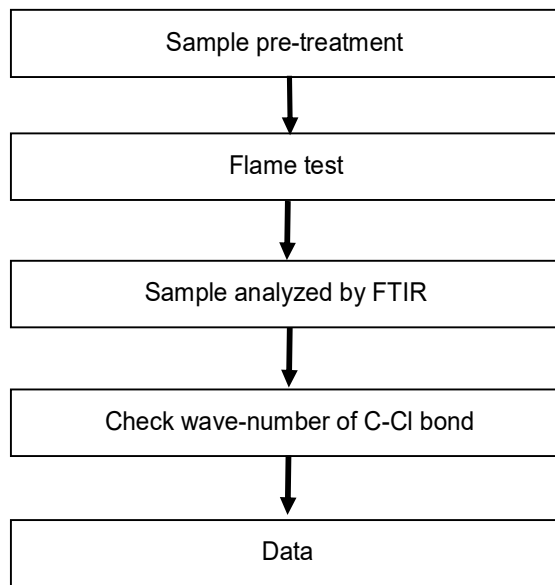 Sample pre-treatment
Flame test
Sample analyzed by FTIR
Check wave-number of C-Cl bond
Data